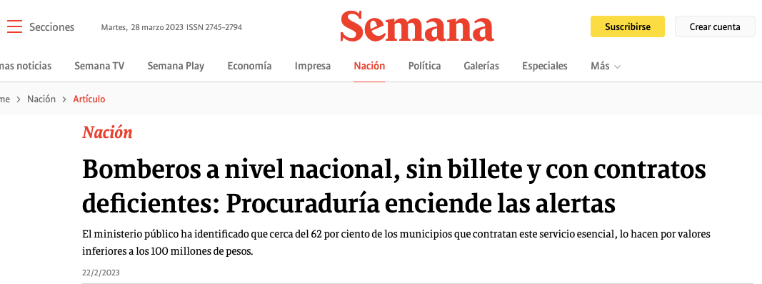 Secciones
Martes, 28 marzo 2023 ISSN 2745-2794
Semana
Suscribirse
Crear cuenta
mas noticias
Semana TV
Semana Play
Economía
Impresa
Nación
Política
Galerías
Especiales
Más
me > Nación > Artículo
Nación
Bomberos a nivel nacional, sin billete y con contratos
deficientes: Procuraduría enciende las alertas
El ministerio público ha identificado que cerca del 62 por ciento de los municipios que contratan este servicio esencial, lo hacen por valores
inferiores a los 100 millones de pesos.
22/2/2023